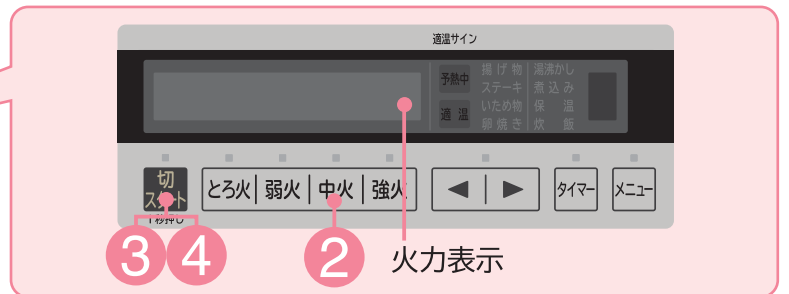 適温サイン
予熱中 揚げ物 湯沸かし
ステーキ 煮込み
適温 いため物 保温
卵焼き 炊飯
切
スタート
1秒押し
とろ火 弱火 中火 強火 ◀ ▶ タイマー メニュー
3 4 2 火力表示